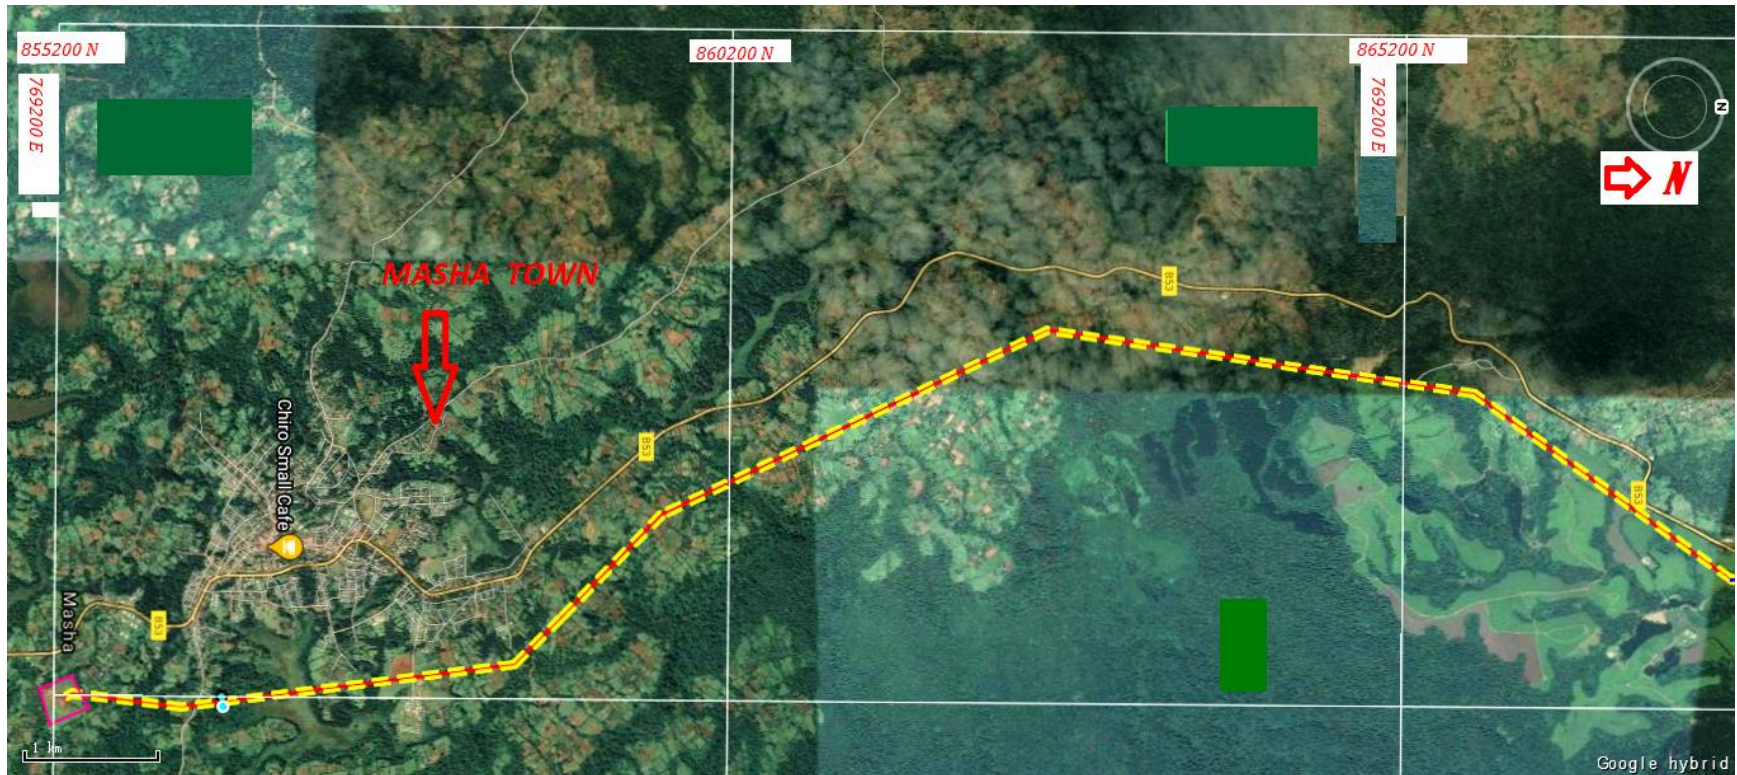 855200 N
860200 N
865200 N
769200 E
769200 E
N
N
MASHA TOWN
B53
B53
Chiro Small Cafe
B53
Masha
B53
1 km
Google hybrid